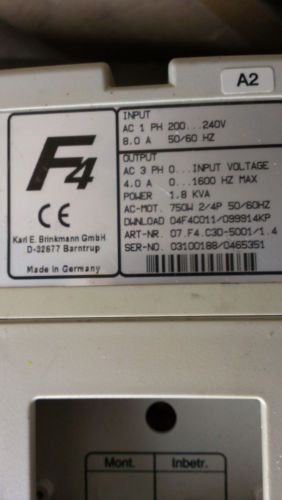 A2
F4
CE
Karl E. Brinkmann GmbH
D-32677 Barntrup
Made in Germany
INPUT
AC 1 PH 200...240V
8.0 A 50/60 HZ
OUTPUT
AC 3 PH 0...INPUT VOLTAGE
4.0 A 0...1600 HZ MAX
POWER 1.8 KVA
AC-MOT. 750W 2/4P 50/60HZ
DWNLOAD 04F4C011/099914KP
ART-NR. 07.F4.C3D-5001/1.4
SER-NO. 03100188/0465351
Mont. Inbetr.